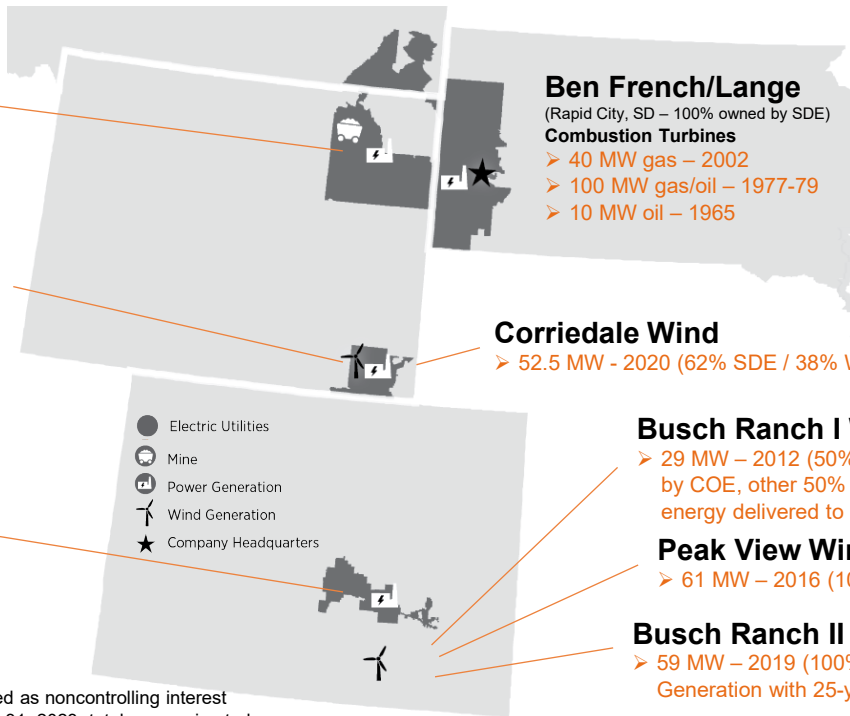 Ben French/Lange
(Rapid City, SD – 100% owned by SDE)
Combustion Turbines
➢ 40 MW gas – 2002
➢ 100 MW gas/oil – 1977-79
➢ 10 MW oil – 1965
Corriedale Wind
➢ 52.5 MW - 2020 (62% SDE / 38% W
Electric Utilities
Mine
Power Generation
Wind Generation
Company Headquarters
Busch Ranch I
➢ 29 MW – 2012 (50%
by COE, other 50%
energy delivered to
Peak View Win
➢ 61 MW – 2016 (10
Busch Ranch II
➢ 59 MW – 2019 (100%
Generation with 25-y
ed as noncontrolling interest